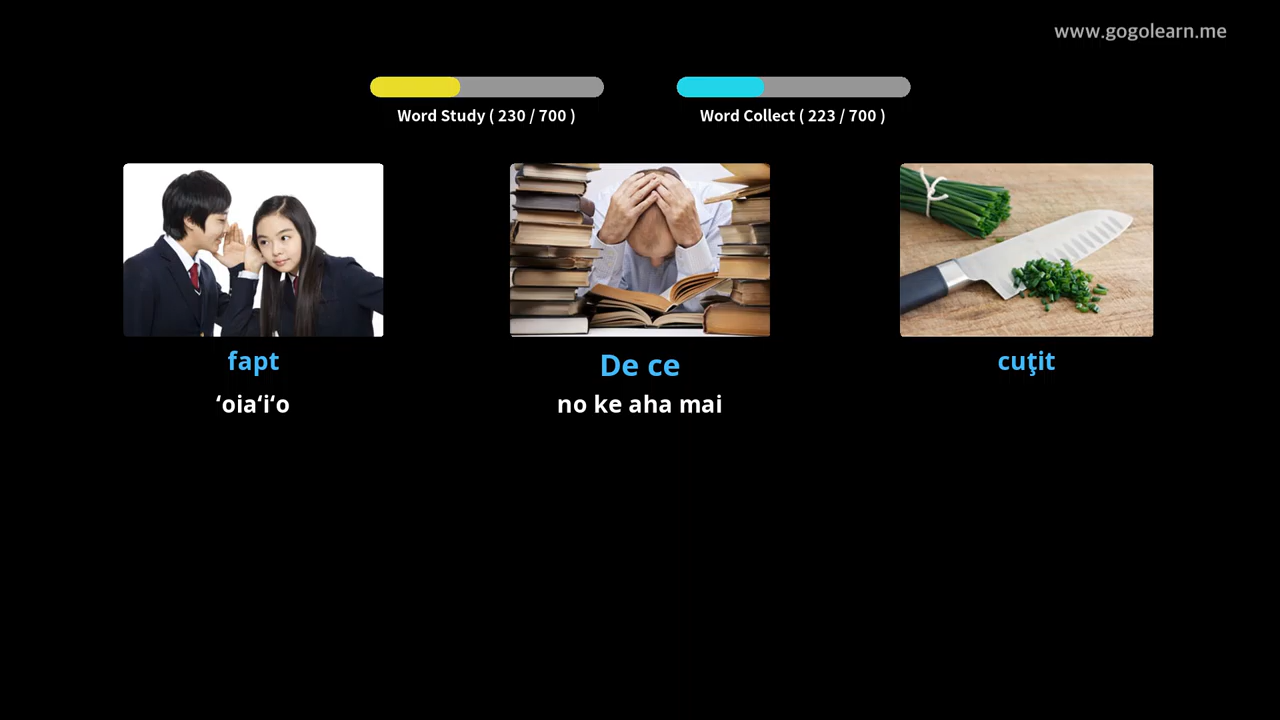 www.gogolearn.me
Word Study ( 230 / 700 )
Word Collect ( 223 / 700 )
fapt
ʻoiaʻiʻo
De ce
no ke aha mai
cuţit